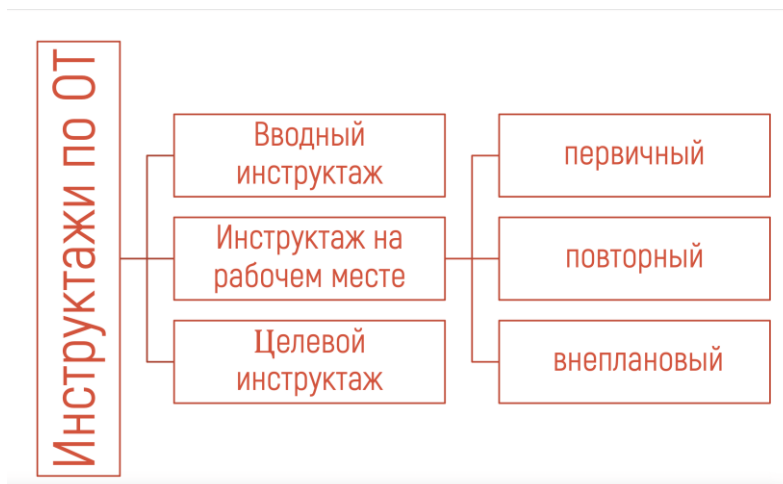 Инструктажи по ОТ
Вводный
инструктаж
Инструктаж на
рабочем месте
Целевой
инструктаж
первичный
повторный
внеплановый